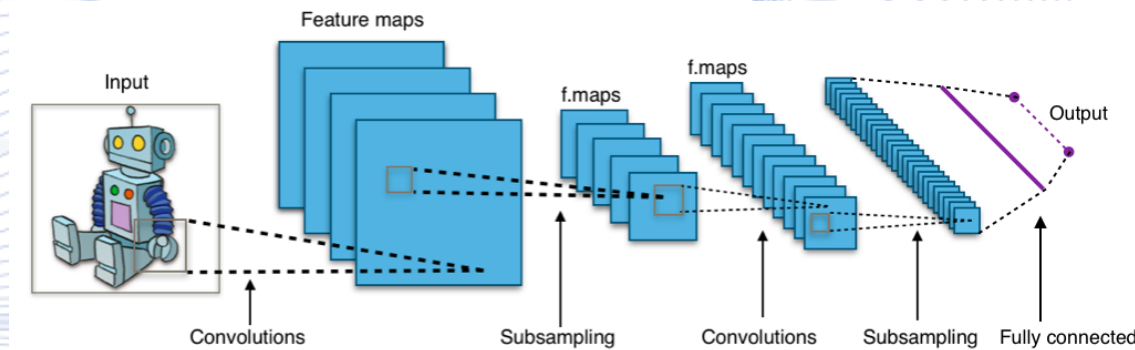 Feature maps
Input
f.maps
f.maps
Output
Convolutions
Subsampling
Convolutions
Subsampling
Fully connected